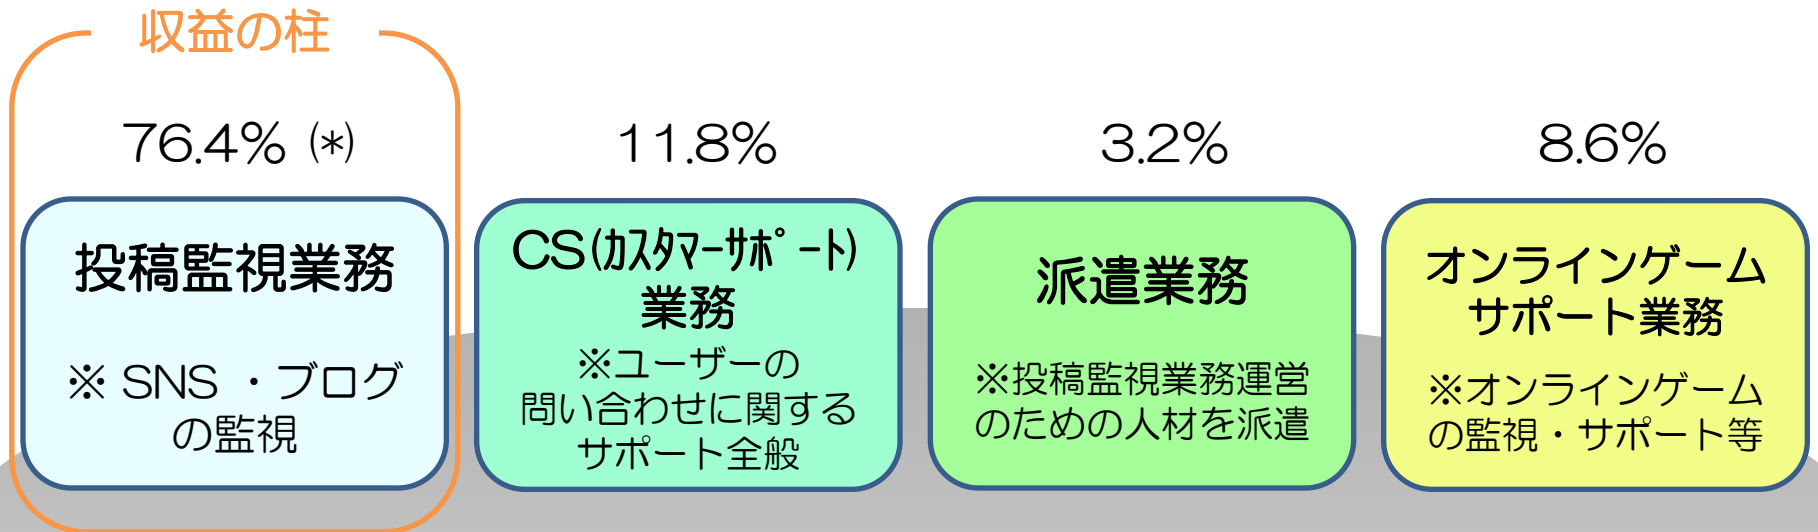 収益の柱
76.4% (*)
11.8%
3.2%
8.6%
投稿監視業務
※ SNS ・ブログ
の監視
CS(ｶｽﾀﾏｰｻﾎﾟｰﾄ)
業務
※ユーザーの
問い合わせに関する
サポート全般
派遣業務
※投稿監視業務運営
のための人材を派遣
オンラインゲーム
サポート業務
※オンラインゲーム
の監視・サポート等